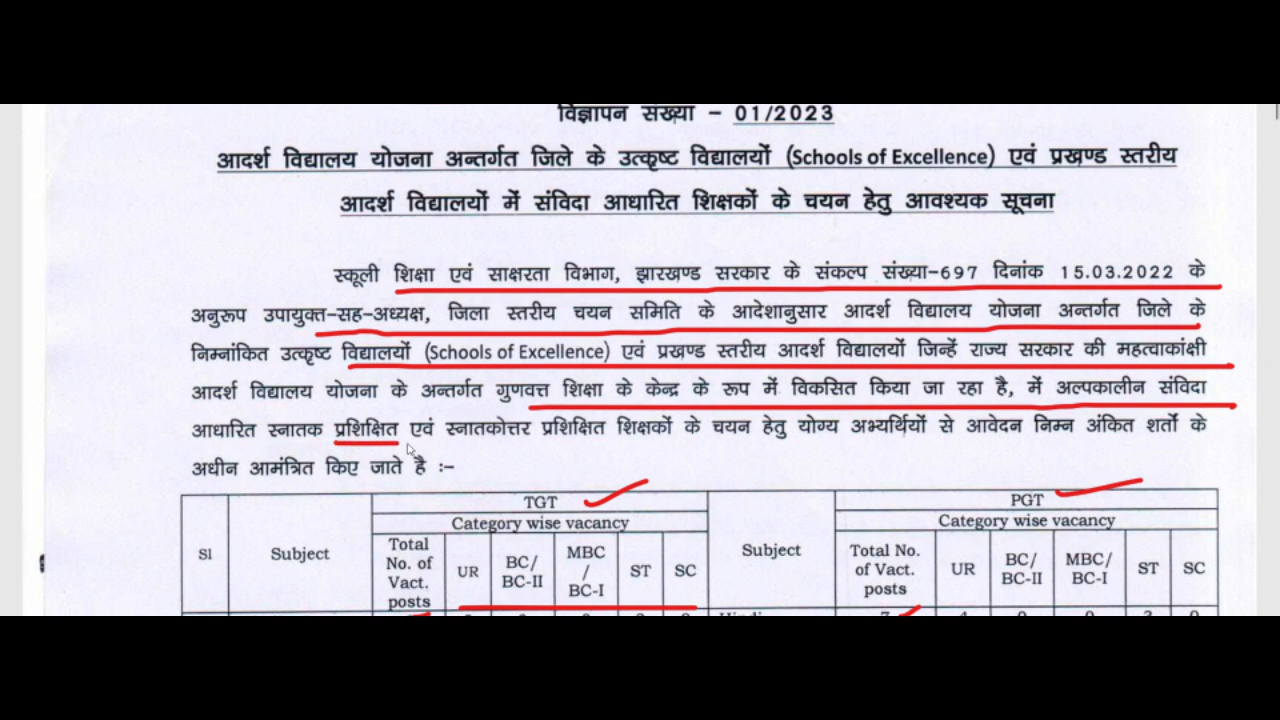 विज्ञापन संख्या – 01/2023
आदर्श विद्यालय योजना अन्तर्गत जिले के उत्कृष्ट विद्यालयों (Schools of Excellence) एवं प्रखण्ड स्तरीय
आदर्श विद्यालयों में संविदा आधारित शिक्षकों के चयन हेतु आवश्यक सूचना
स्कूली शिक्षा एवं साक्षरता विभाग, झारखण्ड सरकार के संकल्प संख्या–697 दिनांक 15.03.2022 के
अनुरूप उपायुक्त–सह–अध्यक्ष, जिला स्तरीय चयन समिति के आदेशानुसार आदर्श विद्यालय योजना अन्तर्गत जिले के
निम्नांकित उत्कृष्ट विद्यालयों (Schools of Excellence) एवं प्रखण्ड स्तरीय आदर्श विद्यालयों जिन्हें राज्य सरकार की महत्वाकांक्षी
आदर्श विद्यालय योजना के अन्तर्गत गुणवत्त शिक्षा के केन्द्र के रूप में विकसित किया जा रहा है, में अल्पकालीन संविदा
आधारित स्नातक प्रशिक्षित एवं स्नातकोत्तर प्रशिक्षित शिक्षकों के चयन हेतु योग्य अभ्यर्थियों से आवेदन निम्न अंकित शर्तो के
अधीन आमंत्रित किए जाते है :–
TGT PGT
Category wise vacancy Category wise vacancy
Sl Subject Total No. of Vact. posts UR BC/ BC-II MBC / BC-I ST SC Subject Total No. of Vact. posts UR BC/ BC-II MBC/ BC-I ST SC